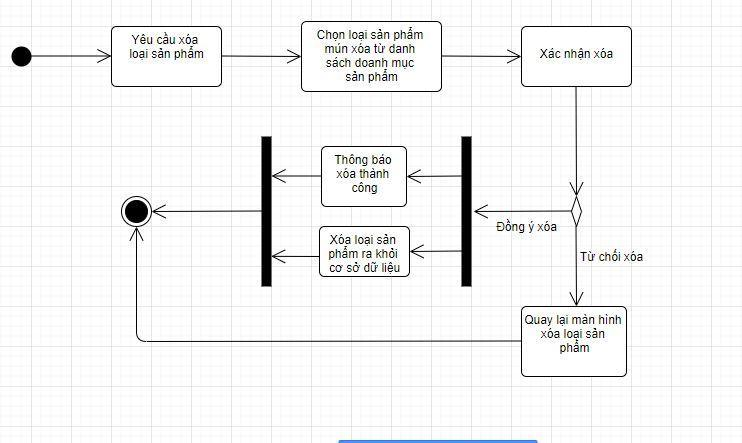 Yêu cầu xóa
loại sản phẩm
Chọn loại sản phẩm
mún xóa từ danh
sách doanh mục
sản phẩm
Xác nhận xóa
Thông báo
xóa thành
công
Đồng ý xóa
Xóa loại sản
phẩm ra khỏi
cơ sở dữ liệu
Từ chối xóa
Quay lại màn hình
xóa loại sản
phẩm